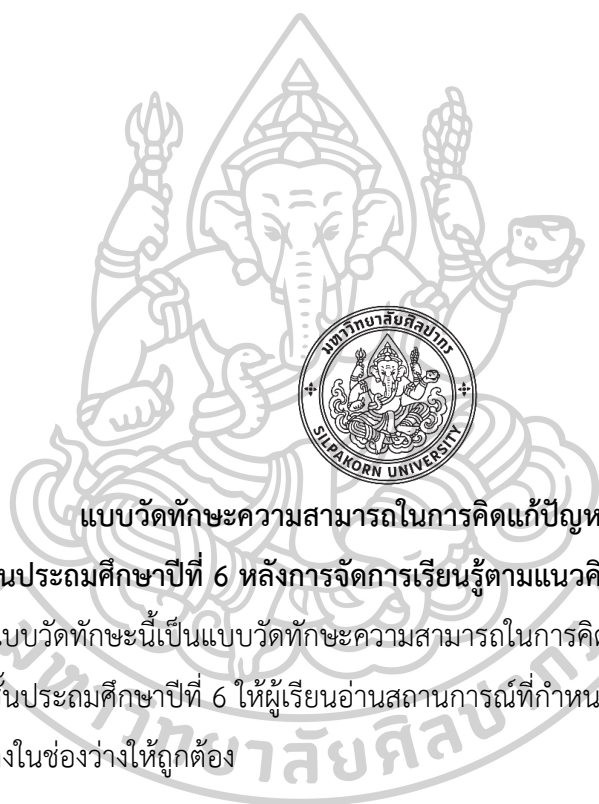 มหาวิทยาลัยศิลปากร
SILPAKORN UNIVERSITY
แบบวัดทักษะความสามารถในการคิดแก้ปัญห
นประถมศึกษาปีที่ 6 หลังการจัดการเรียนรู้ตามแนวคิ
บบวัดทักษะนี้เป็นแบบวัดทักษะความสามารถในการคิด
ชั้นประถมศึกษาปีที่ 6 ให้ผู้เรียนอ่านสถานการณ์ที่กำหน
งในช่องว่างให้ถูกต้อง